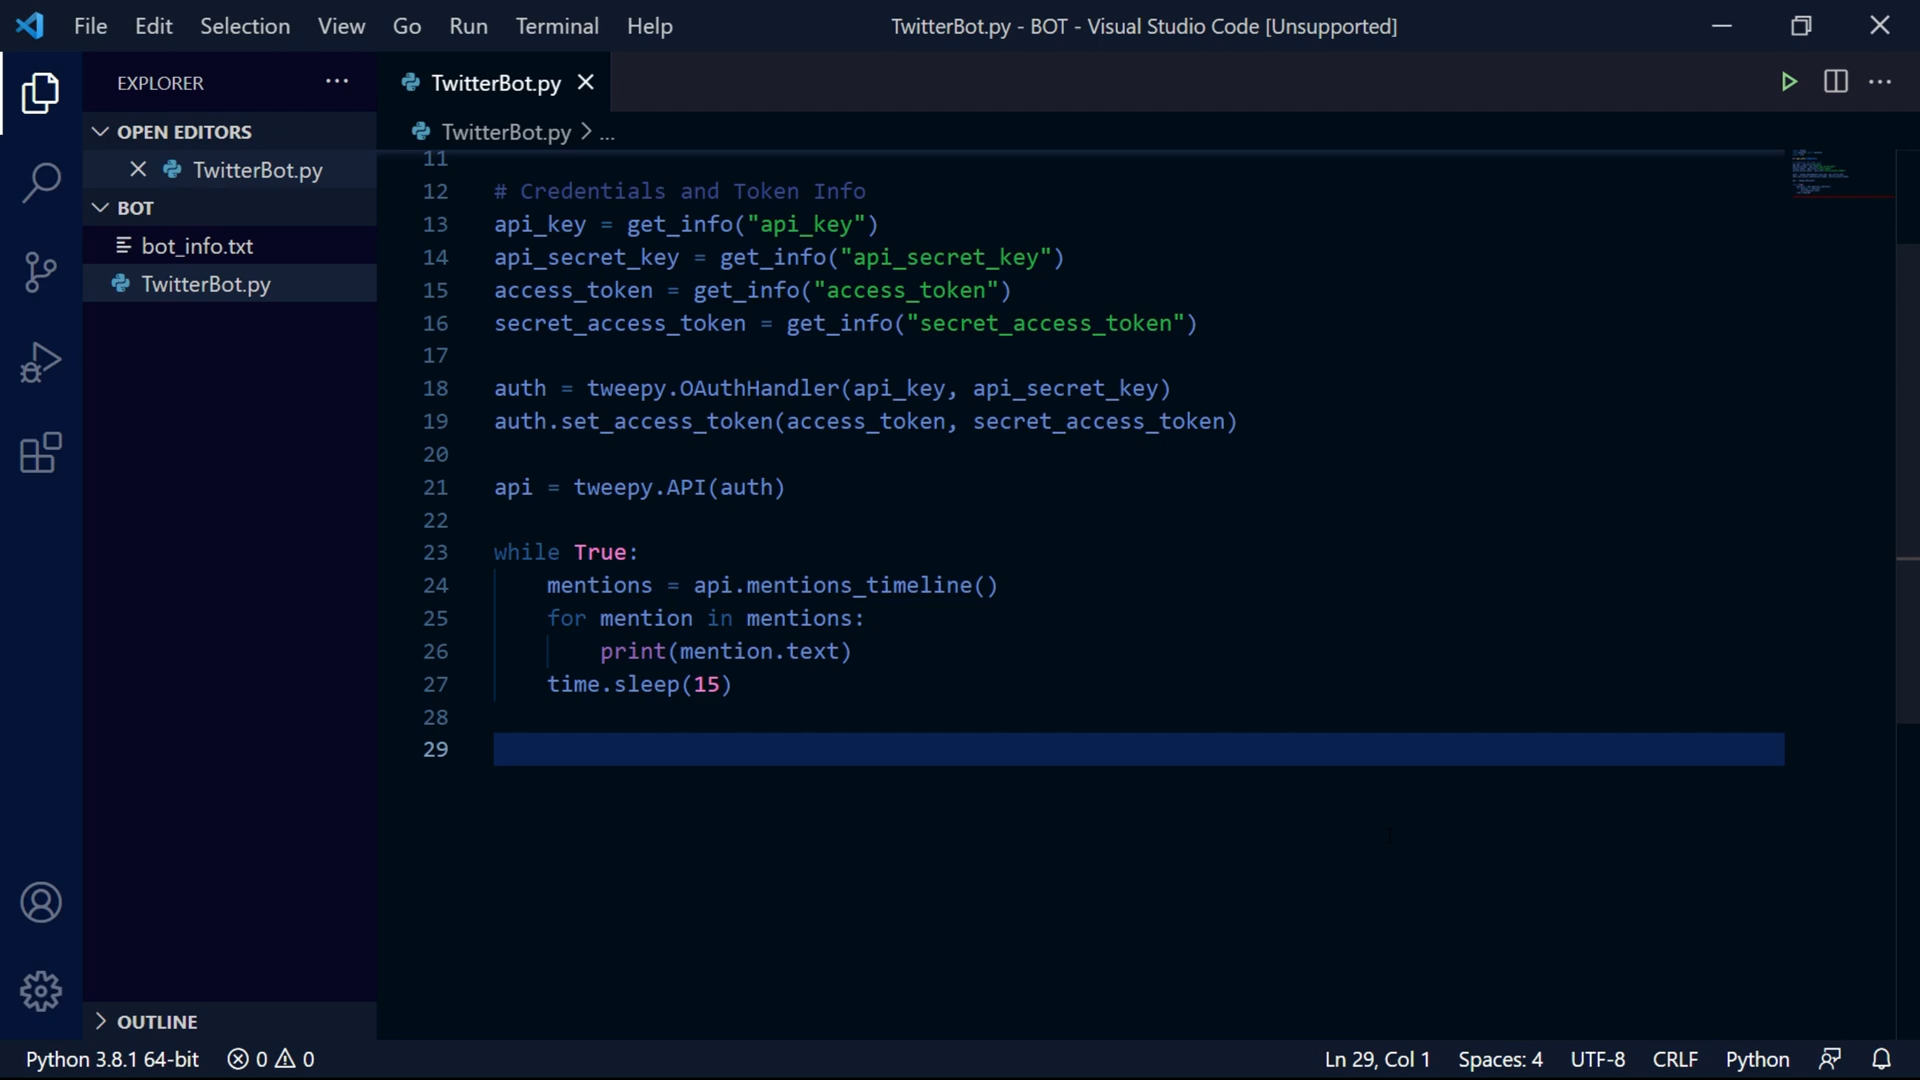 File Edit Selection View Go Run Terminal Help TwitterBot.py - BOT - Visual Studio Code [Unsupported]
EXPLORER ···
OPEN EDITORS
TwitterBot.py
BOT
bot_info.txt
TwitterBot.py
OUTLINE
TwitterBot.py
TwitterBot.py > ...
11
12 # Credentials and Token Info
13 api_key = get_info("api_key")
14 api_secret_key = get_info("api_secret_key")
15 access_token = get_info("access_token")
16 secret_access_token = get_info("secret_access_token")
17
18 auth = tweepy.OAuthHandler(api_key, api_secret_key)
19 auth.set_access_token(access_token, secret_access_token)
20
21 api = tweepy.API(auth)
22
23 while True:
24     mentions = api.mentions_timeline()
25     for mention in mentions:
26         print(mention.text)
27     time.sleep(15)
28
29
Python 3.8.1 64-bit 0 0 Ln 29, Col 1 Spaces: 4 UTF-8 CRLF Python